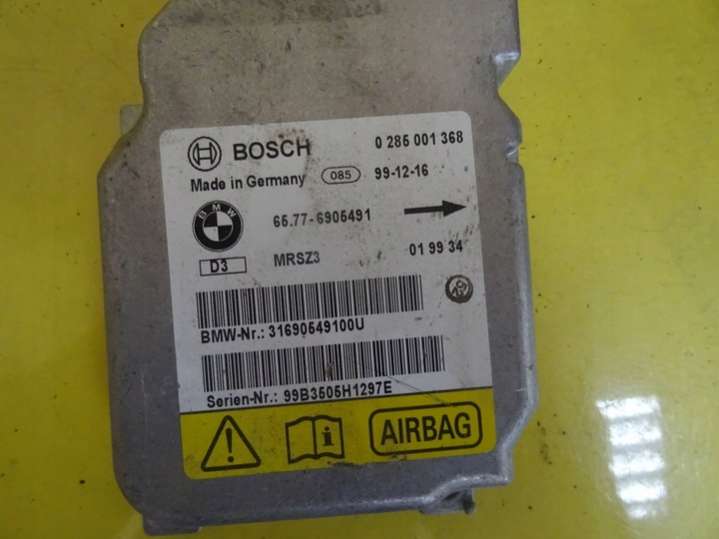 BOSCH 0 285 001 368
Made in Germany 085 99-12-16
BMW 65.77-6905491
D3 MRSZ3 01 99 34
BMW-Nr.: 31690549100U
Serien-Nr.: 99B3505H1297E
AIRBAG